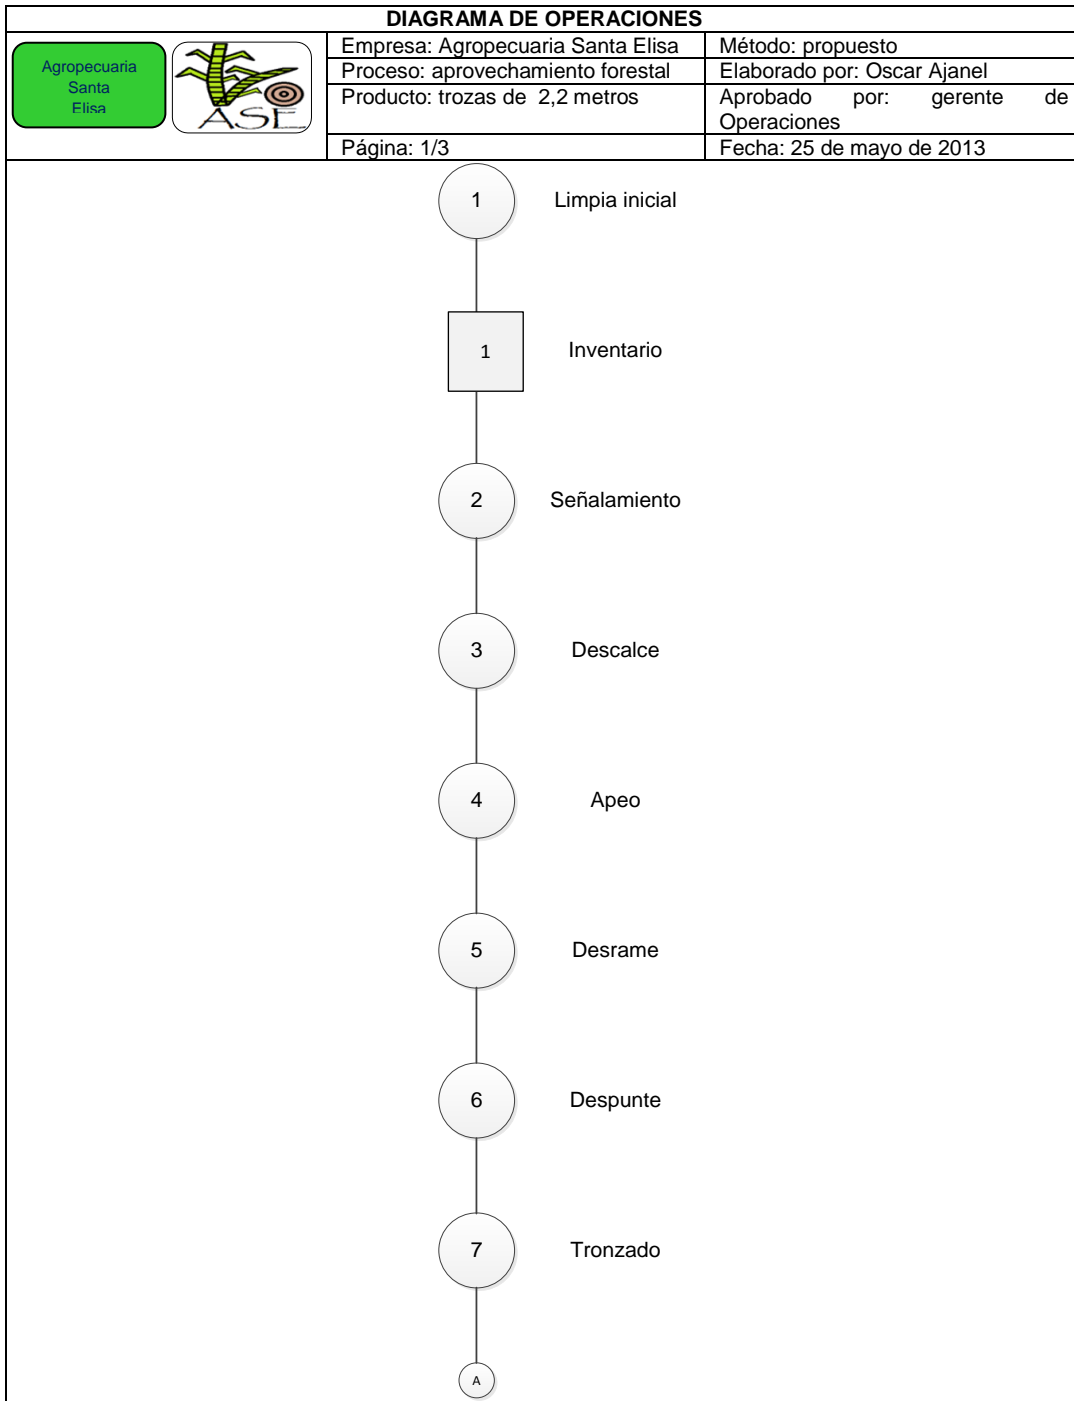 DIAGRAMA DE OPERACIONES
Agropecuaria
Santa
Elisa
ASE
Empresa: Agropecuaria Santa Elisa
Método: propuesto
Proceso: aprovechamiento forestal
Elaborado por: Oscar Ajanel
Producto: trozas de 2,2 metros
Aprobado por: gerente de
Operaciones
Página: 1/3
Fecha: 25 de mayo de 2013
1 Limpia inicial
1 Inventario
2 Señalamiento
3 Descalce
4 Apeo
5 Desrame
6 Despunte
7 Tronzado
A